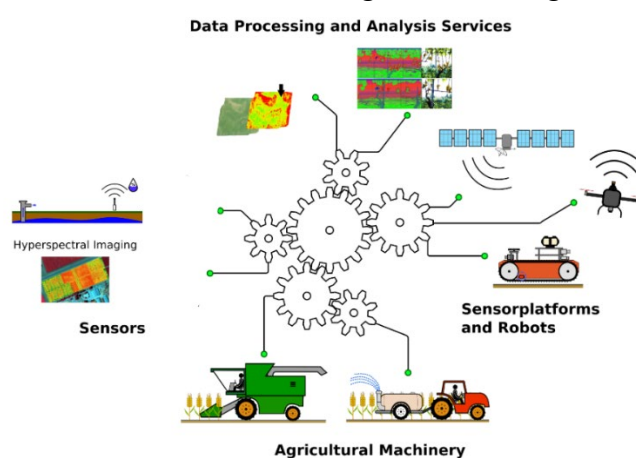 Data Processing and Analysis Services
Hyperspectral Imaging
Sensors
Sensorplatforms
and Robots
Agricultural Machinery